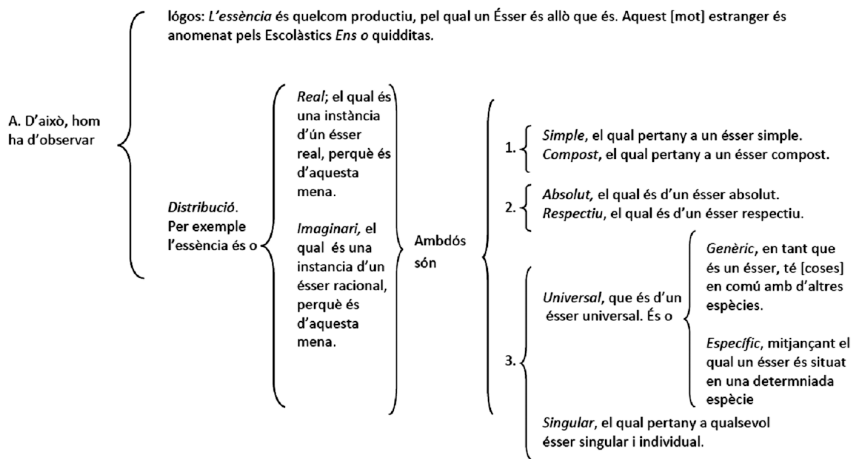 lógos: L'essència és quelcom productiu, pel qual un Ésser és allò que és. Aquest [mot] estranger és
anomenat pels Escolàstics Ens o quidditas.
A. D'això, hom
ha d'observar
Distribució.
Per exemple
l'essència és o
Real; el qual és
una instància
d'ún ésser
real, perquè és
d'aquesta
mena.
Imaginari, el
qual és una
instancia d'un
ésser racional,
perquè és
d'aquesta
mena.
Ambdós
són
1.
Simple, el qual pertany a un ésser simple.
Compost, el qual pertany a un ésser compost.
2.
Absolut, el qual és d'un ésser absolut.
Respectiu, el qual és d'un ésser respectiu.
3.
Universal, que és d'un
ésser universal. És o
Genèric, en tant que
és un ésser, té [coses]
en comú amb d'altres
espècies.
Específic, mitjançant el
qual un ésser és situat
en una determniada
espècie
Singular, el qual pertany a qualsevol
ésser singular i individual.